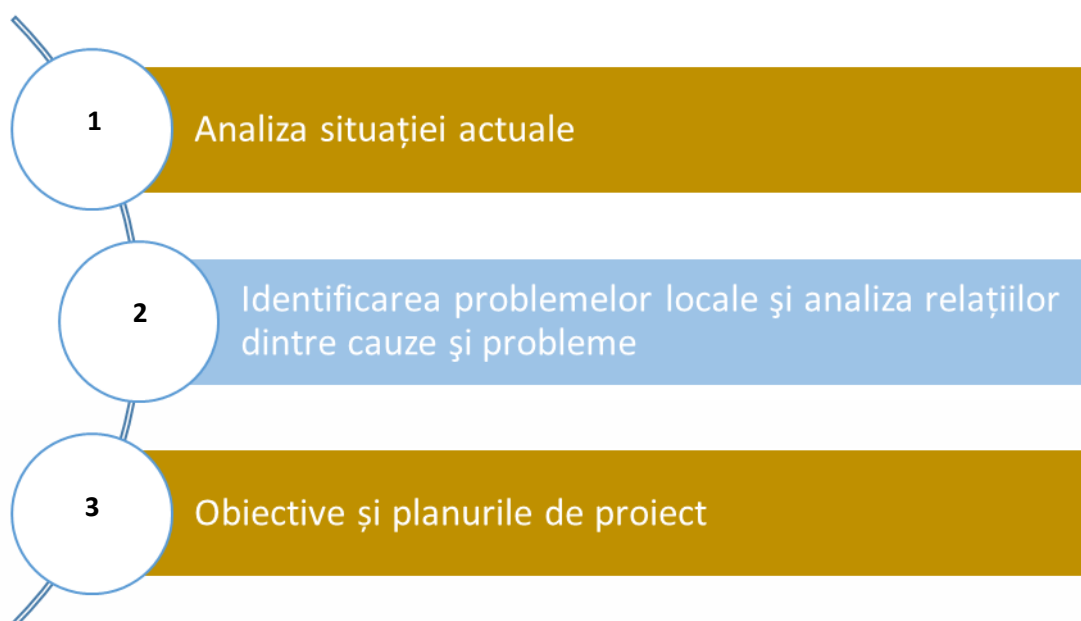 1
Analiza situației actuale
2
Identificarea problemelor locale şi analiza relațiilor
dintre cauze şi probleme
3
Obiective și planurile de proiect